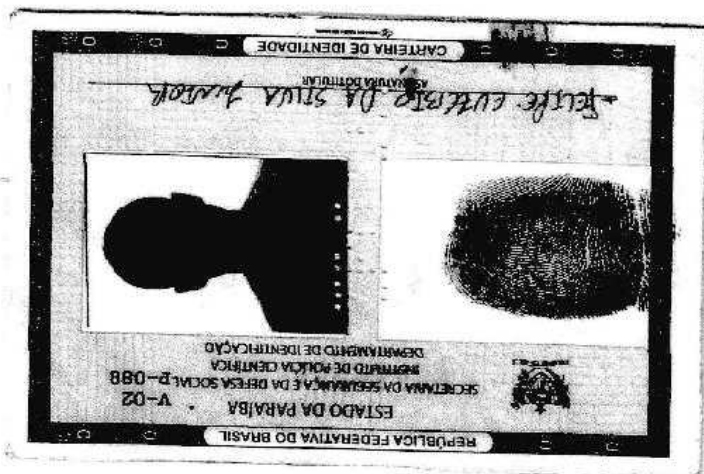 REPÚBLICA FEDERATIVA DO BRASIL
ESTADO DA PARAÍBA
V-02
SECRETARIA DA SEGURANÇA E DA DEFESA SOCIAL P-088
INSTITUTO DE POLÍCIA CIENTÍFICA
DEPARTAMENTO DE IDENTIFICAÇÃO
FELIPE EUZEBIO DA SILVA JUNIOR
ASSINATURA DO TITULAR
CARTEIRA DE IDENTIDADE